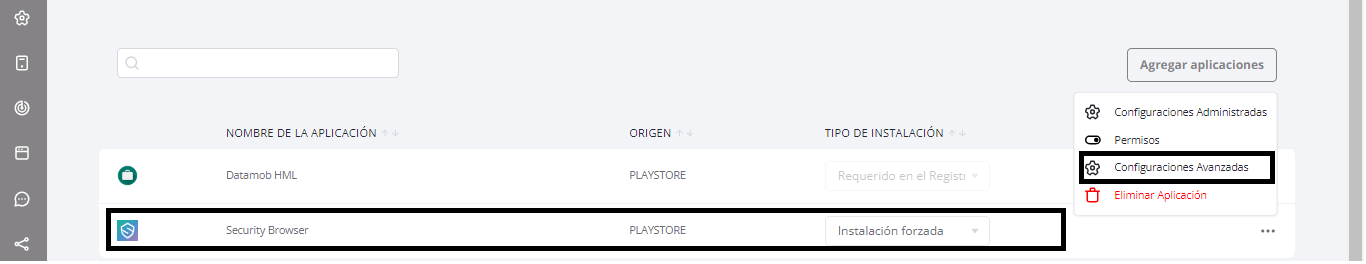 Agregar aplicaciones
Configuraciones Administradas
NOMBRE DE LA APLICACIÓN ORIGEN TIPO DE INSTALACIÓN
Permisos
Configuraciones Avanzadas
Datamob HML PLAYSTORE Requerido en el Registr
Eliminar Aplicación
Security Browser PLAYSTORE Instalación forzada